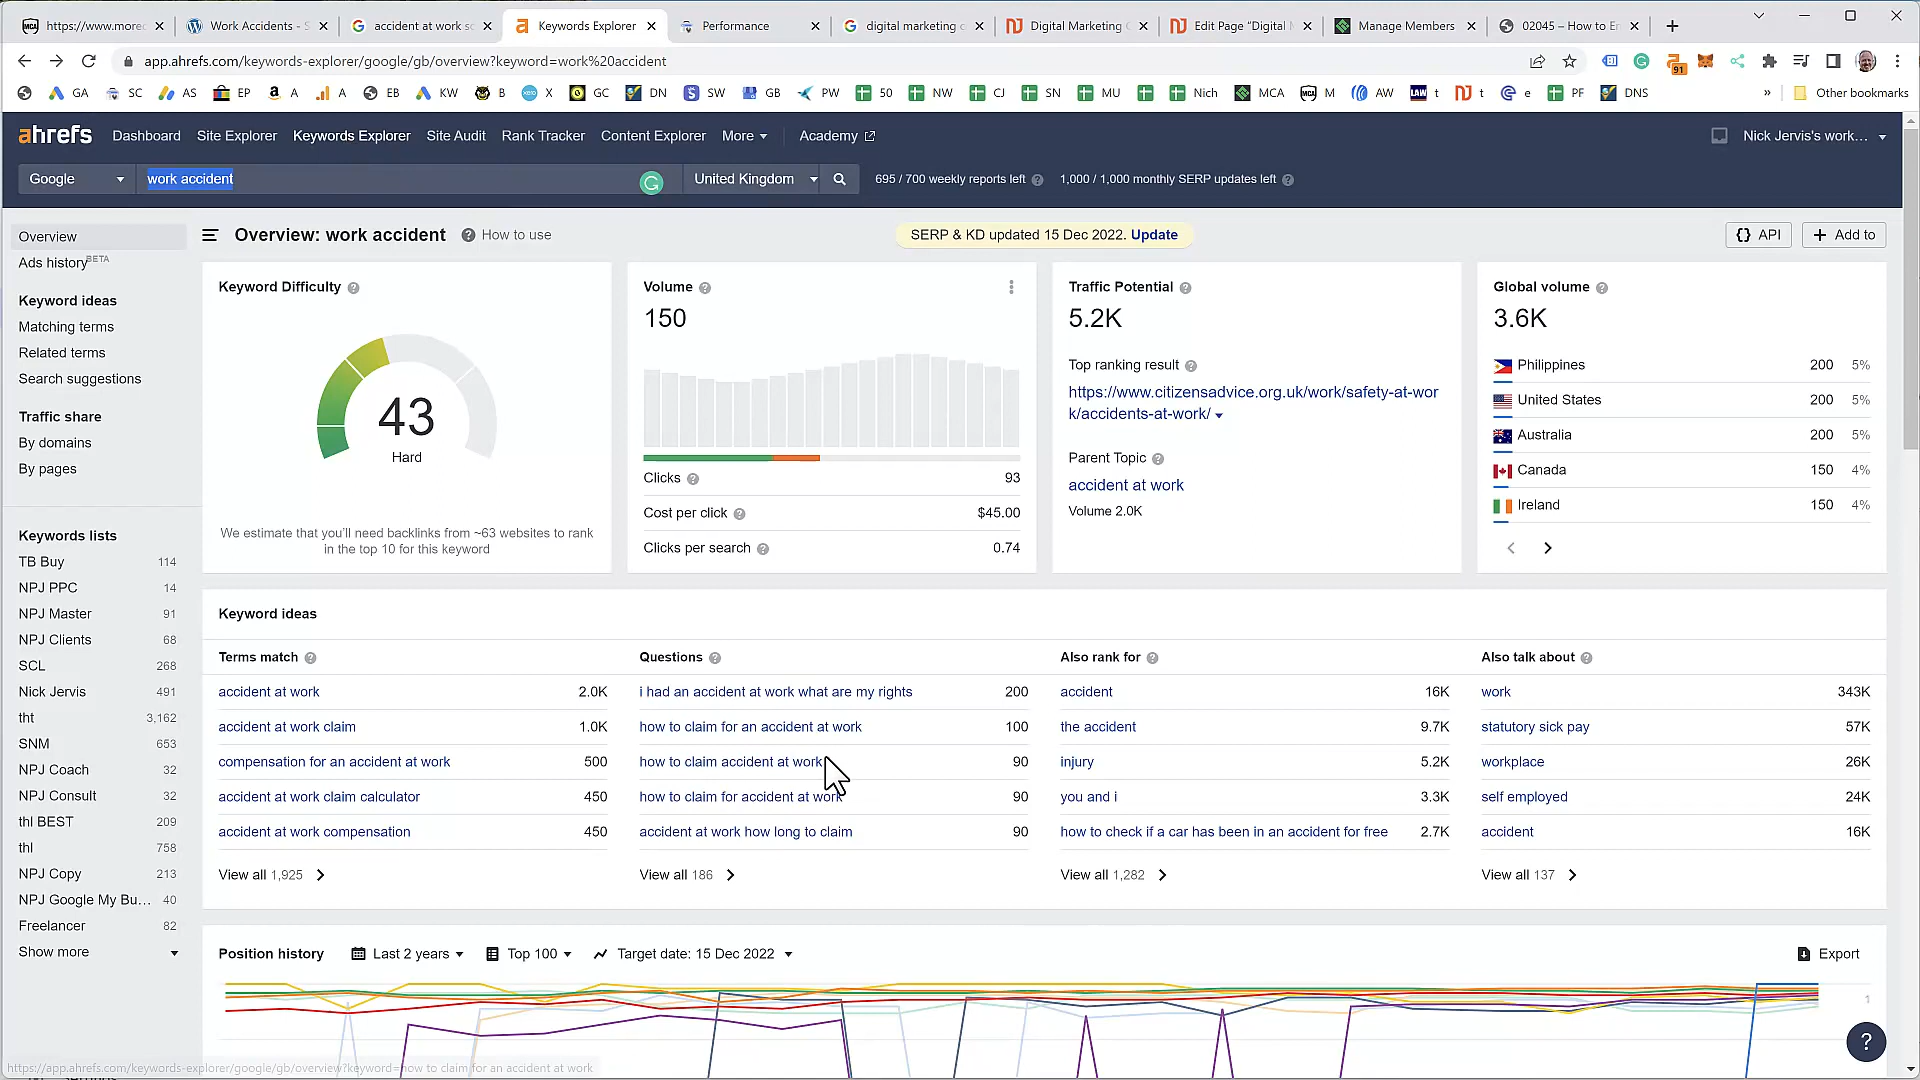 https://www.mored
Work Accidents - S
accident at work so
Keywords Explorer
Performance
digital marketing c
Digital Marketing C
Edit Page "Digital M
Manage Members
02045 – How to En
app.ahrefs.com/keywords-explorer/google/gb/overview?keyword=work%20accident
91
GA SC AS EP A A EB KW B X GC DN SW GB PW 50 NW CJ SN MU Nich MCA M AW t t e PF DNS » Other bookmarks
ahrefs Dashboard Site Explorer Keywords Explorer Site Audit Rank Tracker Content Explorer More Academy Nick Jervis's work...
Google work accident United Kingdom 695 / 700 weekly reports left 1,000 / 1,000 monthly SERP updates left
Overview
Ads history BETA
Keyword ideas
Matching terms
Related terms
Search suggestions
Traffic share
By domains
By pages
Keywords lists
TB Buy 114
NPJ PPC 14
NPJ Master 91
NPJ Clients 68
SCL 268
Nick Jervis 491
tht 3,162
SNM 653
NPJ Coach 32
NPJ Consult 32
thl BEST 209
thl 758
NPJ Copy 213
NPJ Google My Bu... 40
Freelancer 82
Show more
Overview: work accident How to use
SERP & KD updated 15 Dec 2022. Update
{} API + Add to
Keyword Difficulty
43
Hard
We estimate that you'll need backlinks from ~63 websites to rank
in the top 10 for this keyword
Volume
150
Clicks 93
Cost per click $45.00
Clicks per search 0.74
Traffic Potential
5.2K
Top ranking result
https://www.citizensadvice.org.uk/work/safety-at-wor
k/accidents-at-work/
Parent Topic
accident at work
Volume 2.0K
Global volume
3.6K
Philippines 200 5%
United States 200 5%
Australia 200 5%
Canada 150 4%
Ireland 150 4%
Keyword ideas
Terms match
accident at work 2.0K
accident at work claim 1.0K
compensation for an accident at work 500
accident at work claim calculator 450
accident at work compensation 450
View all 1,925
Questions
i had an accident at work what are my rights 200
how to claim for an accident at work 100
how to claim accident at work 90
how to claim for accident at work 90
accident at work how long to claim 90
View all 186
Also rank for
accident 16K
the accident 9.7K
injury 5.2K
you and i 3.3K
how to check if a car has been in an accident for free 2.7K
View all 1,282
Also talk about
work 343K
statutory sick pay 57K
workplace 26K
self employed 24K
accident 16K
View all 137
Position history Last 2 years Top 100 Target date: 15 Dec 2022 Export
1
?
https://app.ahrefs.com/keywords-explorer/google/gb/overview?keyword=how to claim for an accident at work